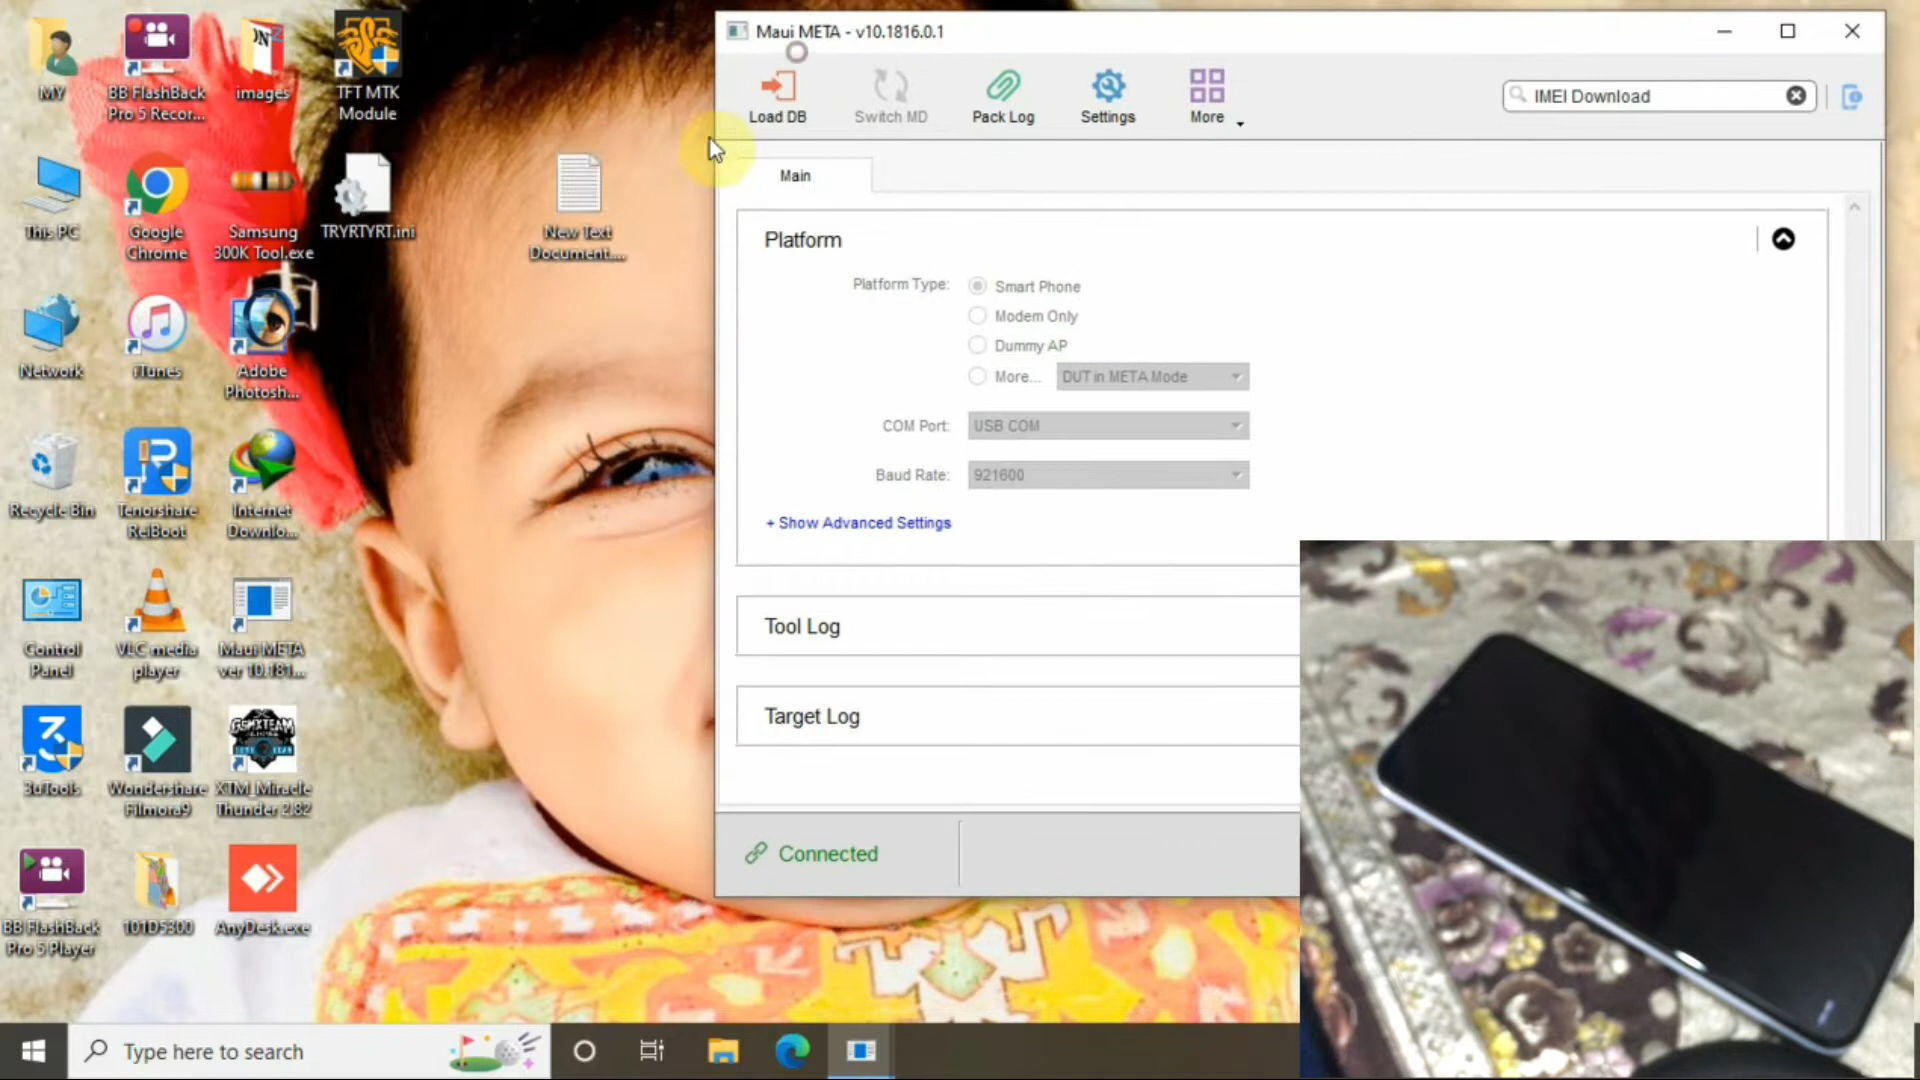 Maui META - v10.1816.0.1
Load DB
Switch MD
Pack Log
Settings
More
IMEI Download
Main
Platform
Platform Type:
Smart Phone
Modem Only
Dummy AP
More...
DUT in META Mode
COM Port:
USB COM
Baud Rate:
921600
+ Show Advanced Settings
Tool Log
Target Log
Connected
MY
BB FlashBack
Pro 5 Recor...
images
TFT MTK
Module
This PC
Google
Chrome
Samsung
300K Tool.exe
TRYRTYRT.ini
New Text
Document....
Network
iTunes
Adobe
Photosh...
Recycle Bin
Tenorshare
ReiBoot
Internet
Downlo...
Control
Panel
VLC media
player
Maui META
ver 10.181...
3uTools
Wondershare
Filmora9
GSMXTEAM
XTM_Miracle
Thunder 2.82
BB FlashBack
Pro 5 Player
101D5300
AnyDesk.exe
Type here to search